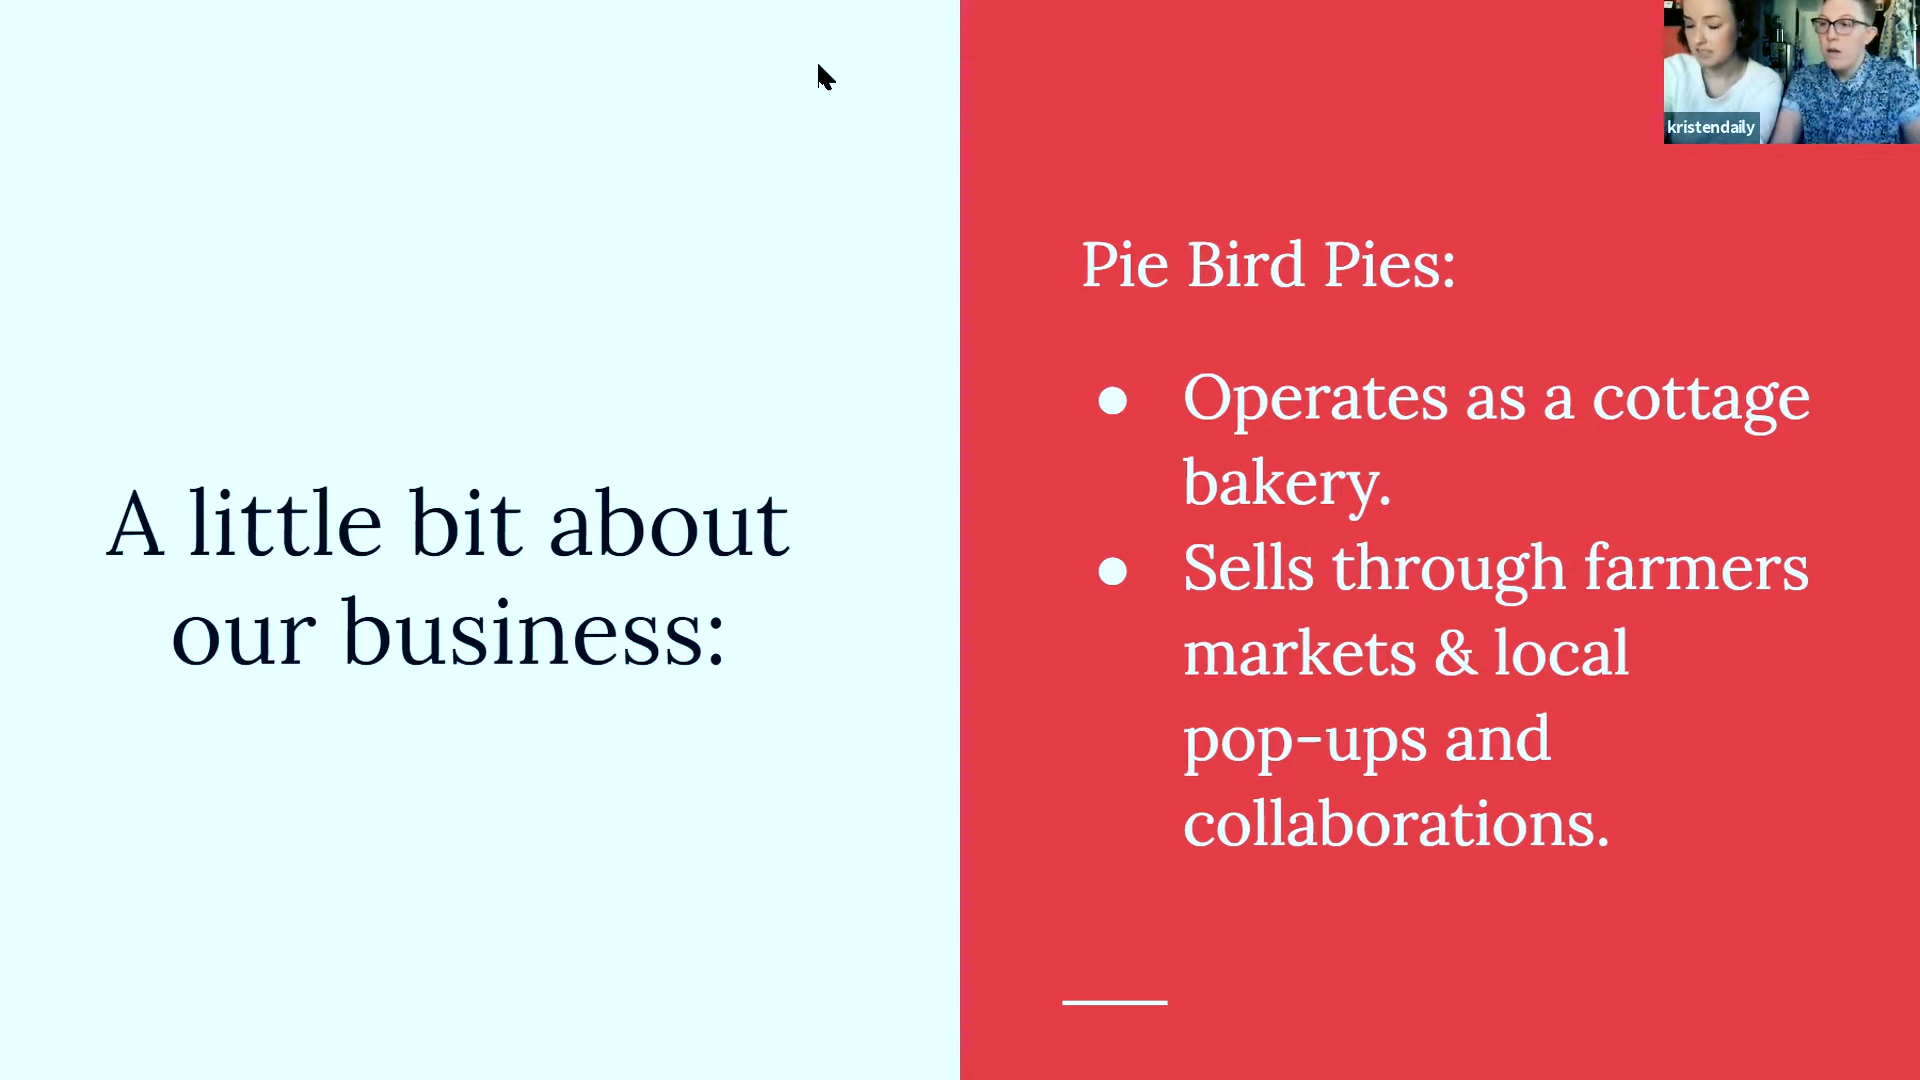 A little bit about
our business:
kristendaily
Pie Bird Pies:
● Operates as a cottage
bakery.
● Sells through farmers
markets & local
pop-ups and
collaborations.